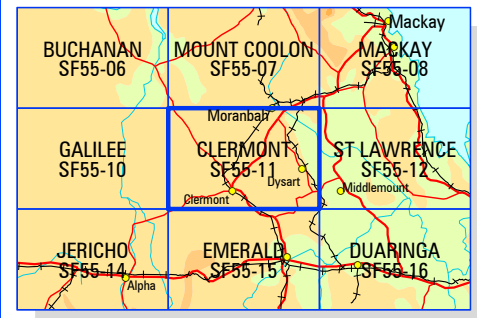 Mackay
BUCHANAN
SF55-06
MOUNT COOLON
SF55-07
MACKAY
SF55-08
Moranbah
GALILEE
SF55-10
CLERMONT
SF55-11
Dysart
Clermont
ST LAWRENCE
SF55-12
Middlemount
JERICHO
SF55-14
Alpha
EMERALD
SF55-15
DUARINGA
SF55-16